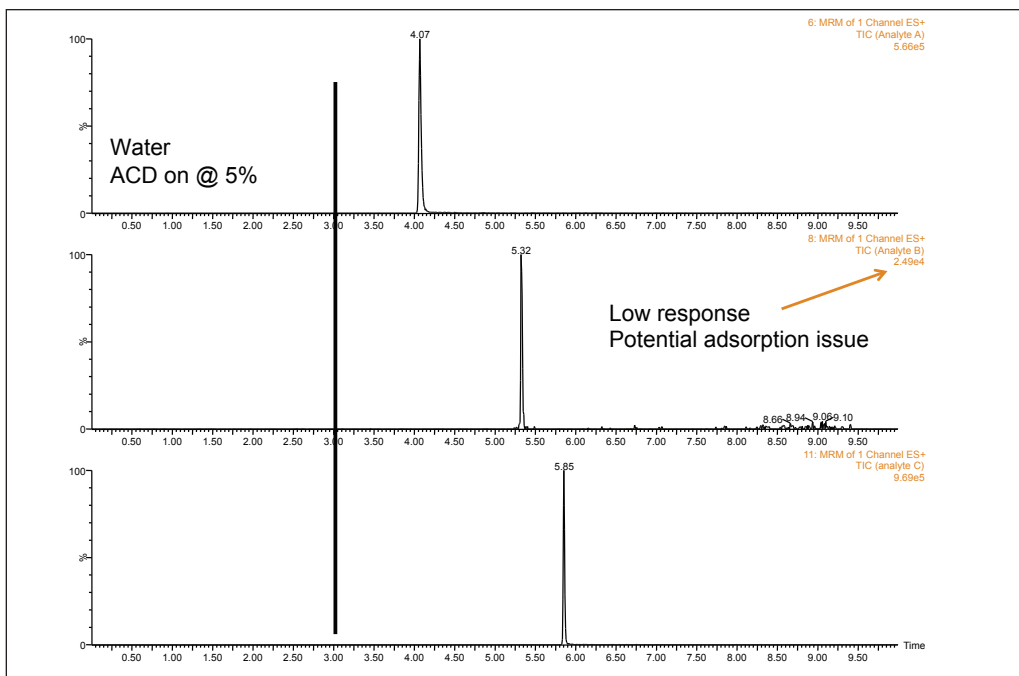 6: MRM of 1 Channel ES+
TIC (Analyte A)
5.66e5
100
%
0
4.07
Water
ACD on @ 5%
0.50 1.00 1.50 2.00 2.50 3.00 3.50 4.00 4.50 5.00 5.50 6.00 6.50 7.00 7.50 8.00 8.50 9.00 9.50
8: MRM of 1 Channel ES+
TIC (Analyte B)
2.49e4
100
%
0
5.32
Low response
Potential adsorption issue
8.66 8.94 9.06 9.10
0.50 1.00 1.50 2.00 2.50 3.00 3.50 4.00 4.50 5.00 5.50 6.00 6.50 7.00 7.50 8.00 8.50 9.00 9.50
11: MRM of 1 Channel ES+
TIC (analyte C)
9.69e5
100
%
0
5.85
Time
0.50 1.00 1.50 2.00 2.50 3.00 3.50 4.00 4.50 5.00 5.50 6.00 6.50 7.00 7.50 8.00 8.50 9.00 9.50